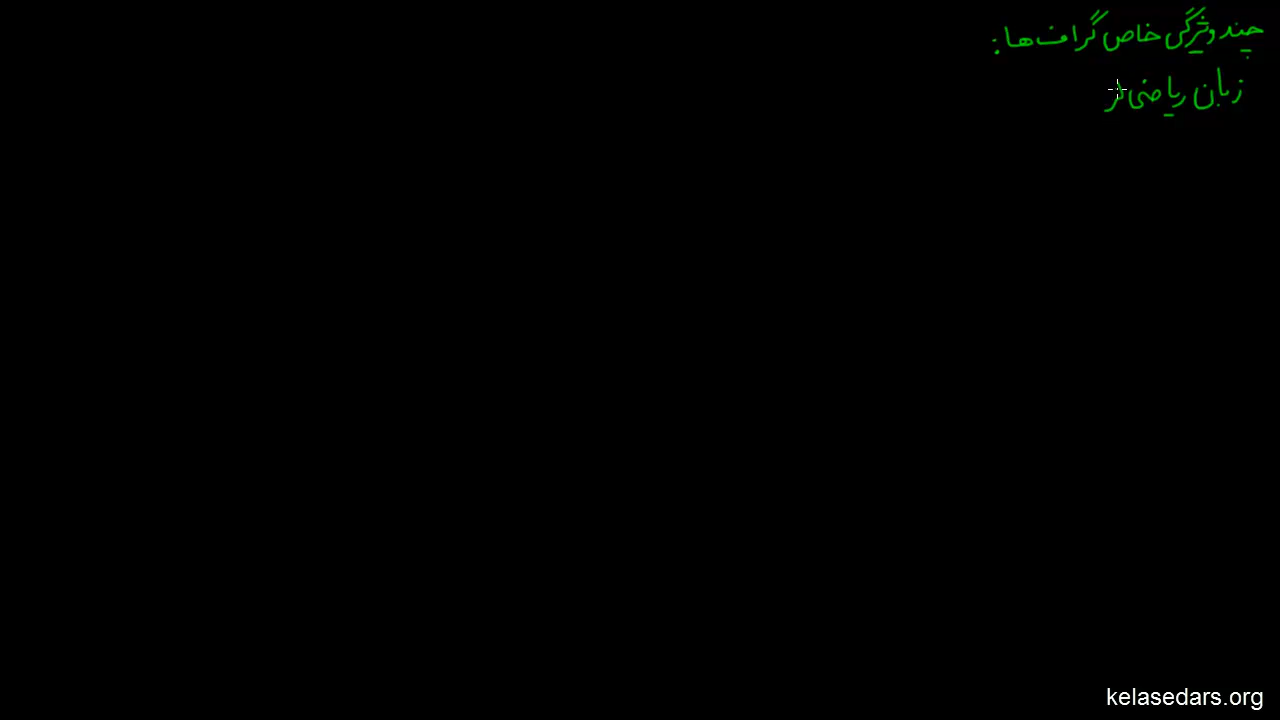 چند ویژگی خاص گراف‌ها:
زبان ریاضی‌تر
kelasedars.org